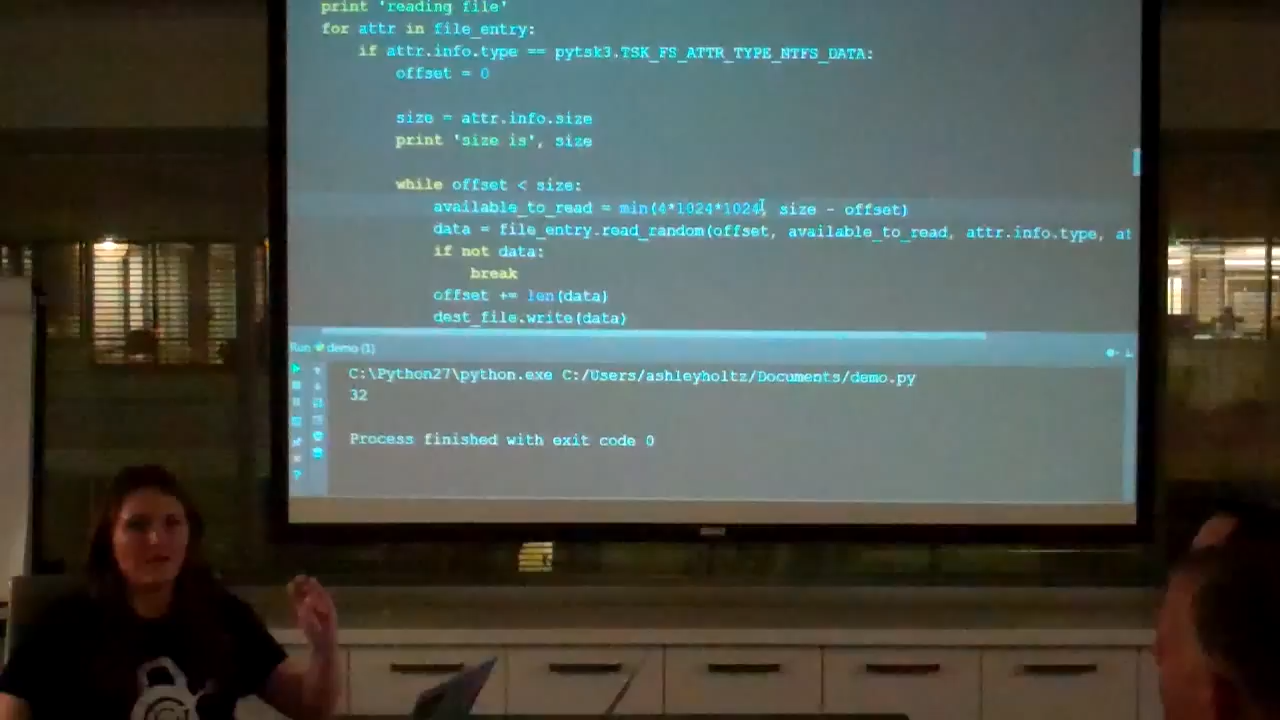 print 'reading file'
for attr in file_entry:
if attr.info.type == pytsk3.TSK_FS_ATTR_TYPE_NTFS_DATA:
offset = 0
size = attr.info.size
print 'size is', size
while offset < size:
available_to_read = min(4*1024*1024, size - offset)
data = file_entry.read_random(offset, available_to_read, attr.info.type, at
if not data:
break
offset += len(data)
dest_file.write(data)
Run demo (1)
C:\Python27\python.exe C:/Users/ashleyholtz/Documents/demo.py
32
Process finished with exit code 0